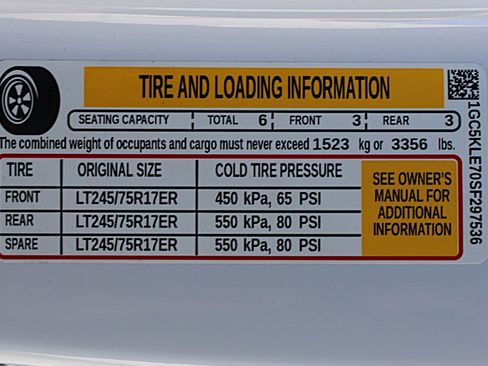 TIRE AND LOADING INFORMATION
SEATING CAPACITY TOTAL 6 FRONT 3 REAR 3
The combined weight of occupants and cargo must never exceed 1523 kg or 3356 lbs.
TIRE ORIGINAL SIZE COLD TIRE PRESSURE
FRONT LT245/75R17ER 450 kPa, 65 PSI
REAR LT245/75R17ER 550 kPa, 80 PSI
SPARE LT245/75R17ER 550 kPa, 80 PSI
SEE OWNER'S
MANUAL FOR
ADDITIONAL
INFORMATION
1GC5KLE70SF297536